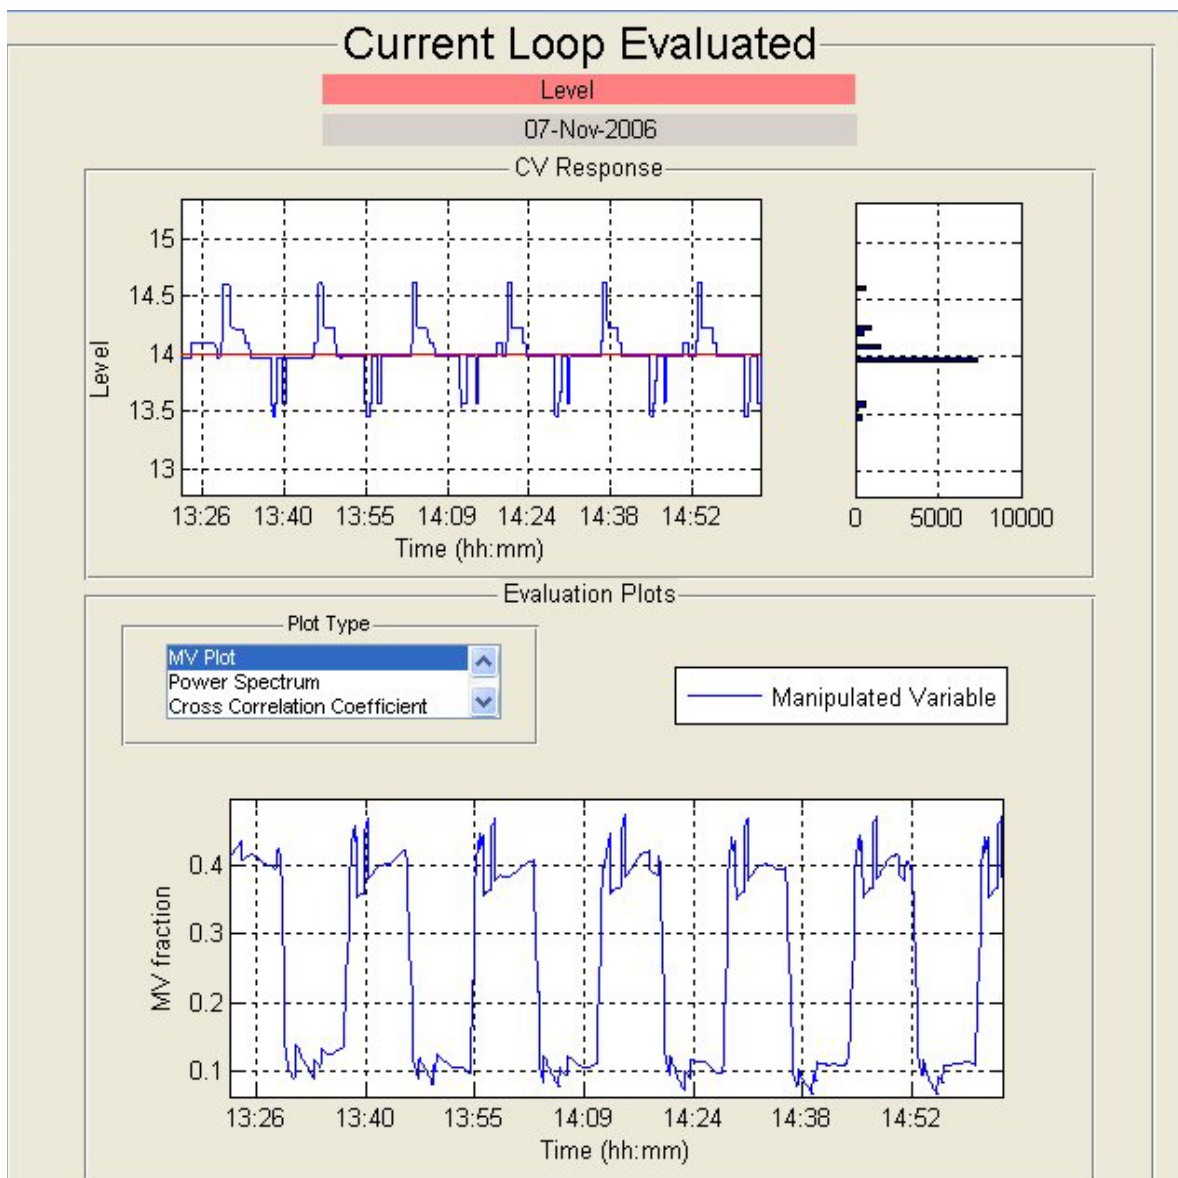 Current Loop Evaluated
Level
07-Nov-2006
CV Response
15
14.5
14
13.5
13
Level
13:26 13:40 13:55 14:09 14:24 14:38 14:52
Time (hh:mm)
0 5000 10000
Evaluation Plots
Plot Type
MV Plot
Power Spectrum
Cross Correlation Coefficient
Manipulated Variable
0.4
0.3
0.2
0.1
MV fraction
13:26 13:40 13:55 14:09 14:24 14:38 14:52
Time (hh:mm)